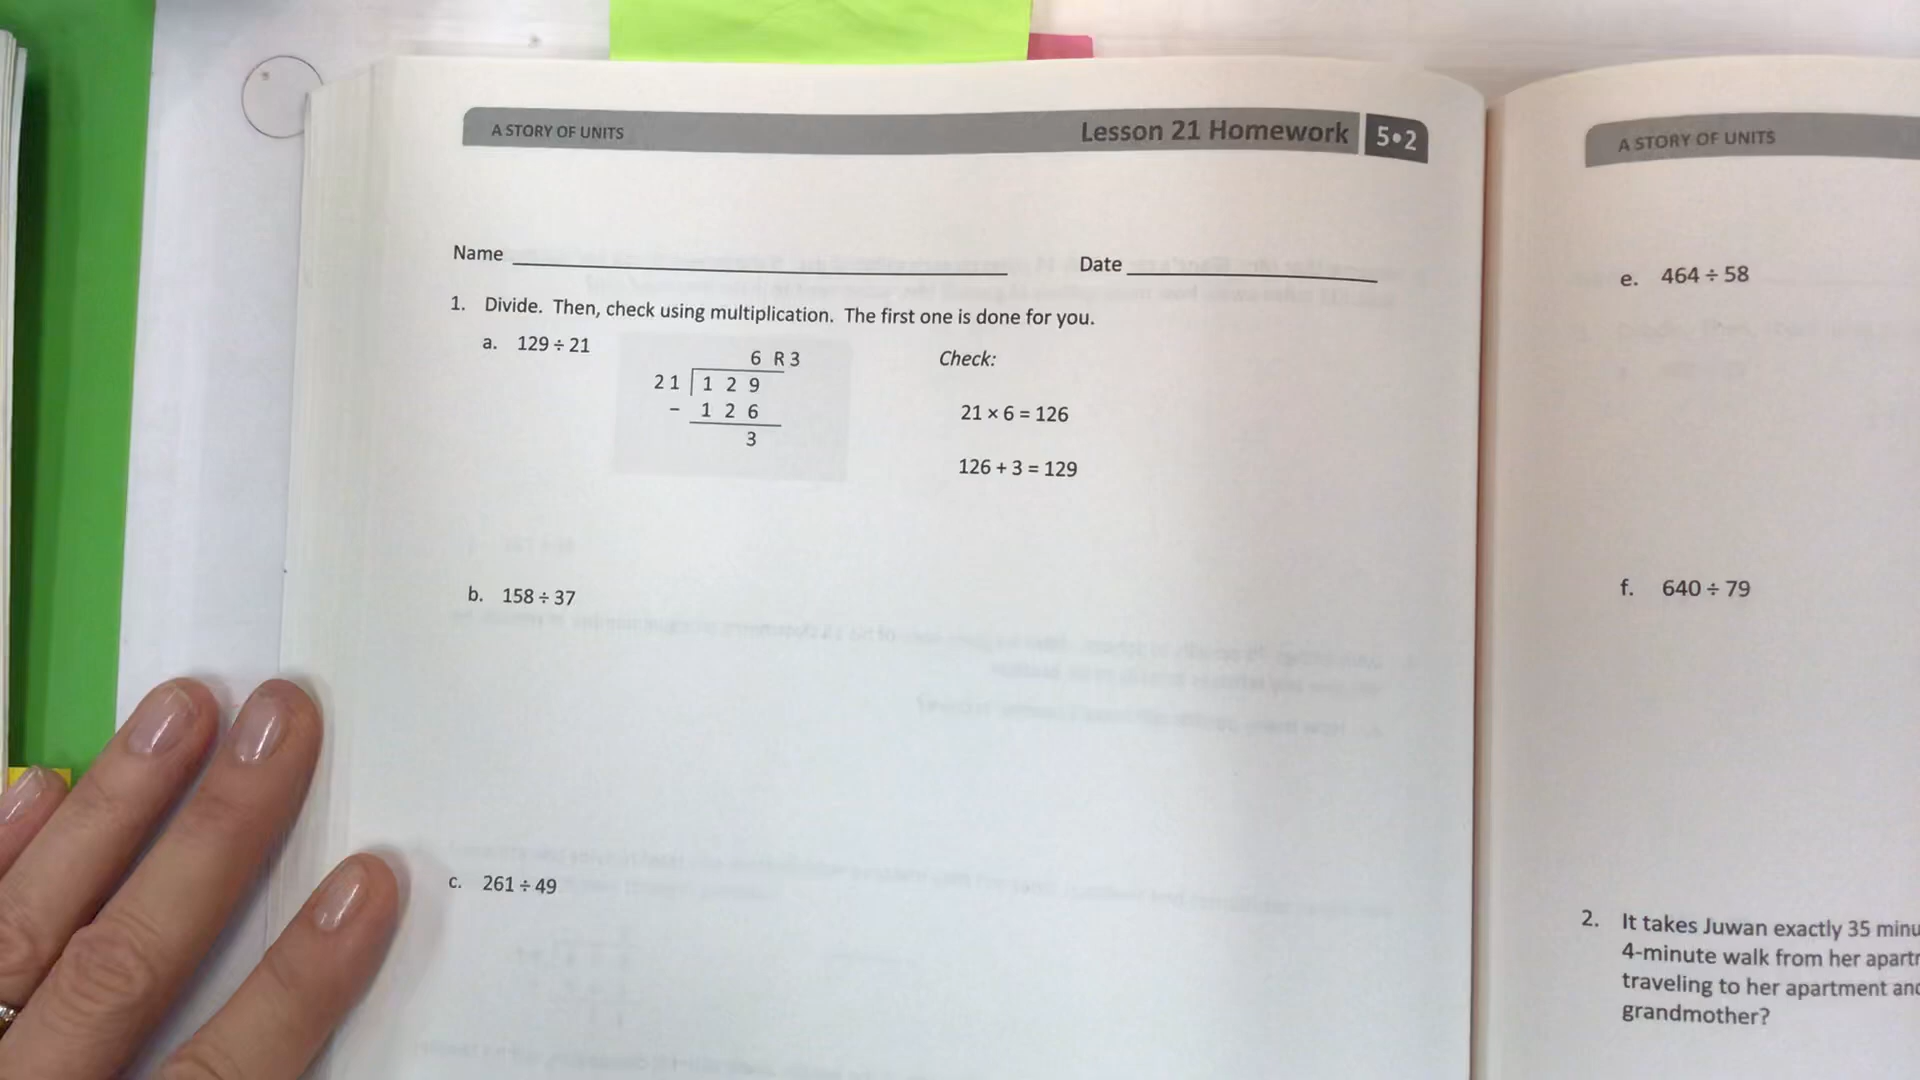 A STORY OF UNITS
Lesson 21 Homework 5•2
Name
Date
1. Divide. Then, check using multiplication. The first one is done for you.
a. 129 ÷ 21
6 R 3
21 1 2 9
− 1 2 6
3
Check:
21 × 6 = 126
126 + 3 = 129
b. 158 ÷ 37
c. 261 ÷ 49
A STORY OF UNITS
e. 464 ÷ 58
f. 640 ÷ 79
2. It takes Juwan exactly 35
4-minute walk from her
traveling to her apartment
grandmother?